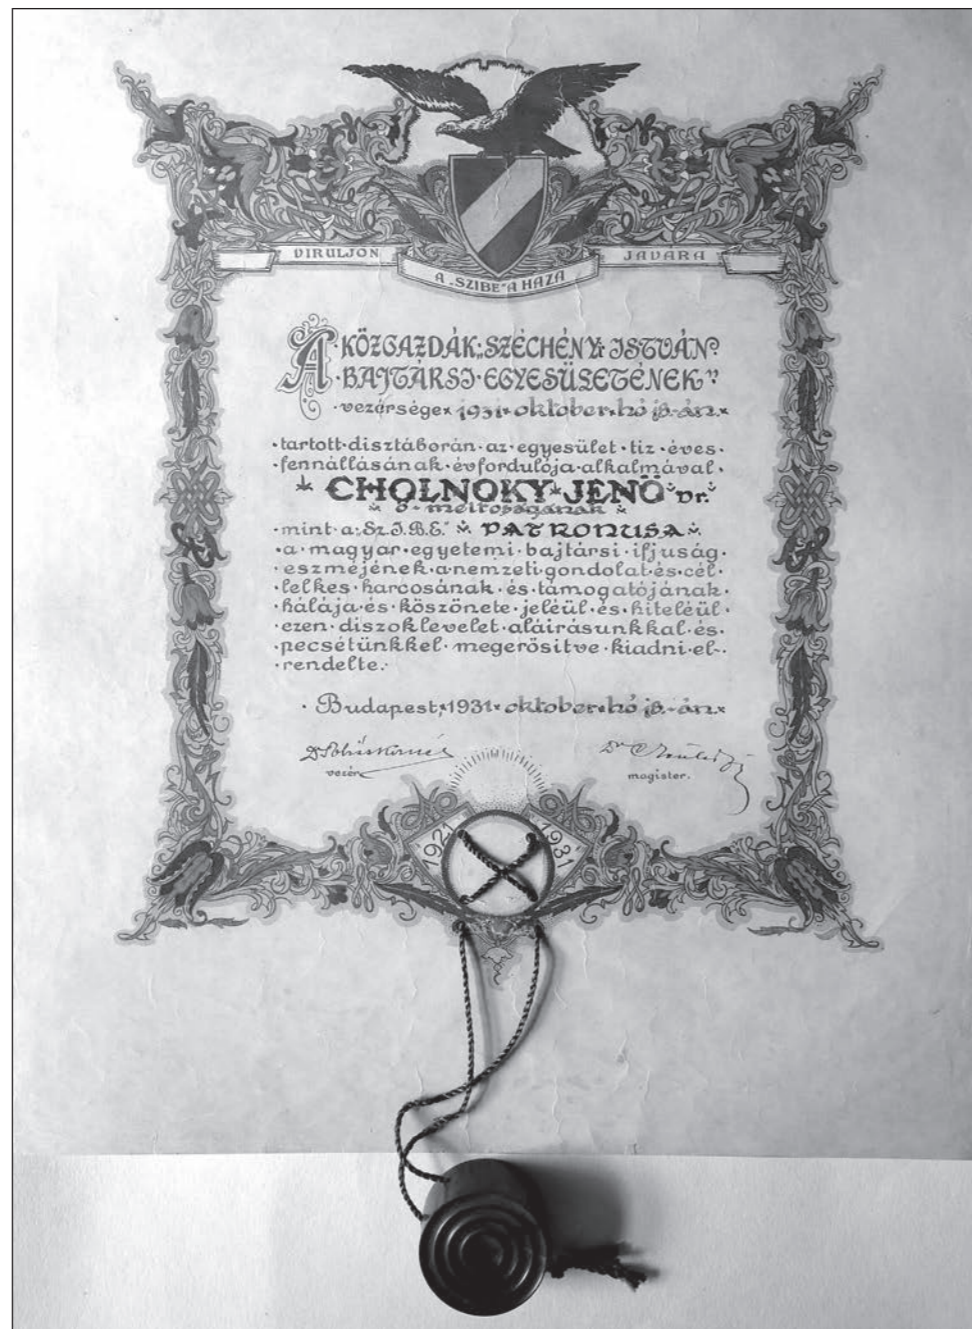 VIRULJON A „SZIBE" A HAZA JAVÁRA
A KÖZGAZDÁK „SZÉCHENYI ISTVÁN
BAJTÁRSI EGYESÜLETÉNEK"
vezérsége 1931 oktober hó 18-án
tartott disztáborán az egyesület tiz éves
fennállásának évfordulója alkalmával
CHOLNOKY JENŐ Dr.
ő méltóságának
mint a „Sz.I.B.E." PATRONUSA
a magyar egyetemi bajtársi ifjuság
eszméjének a nemzeti gondolat és cél
lelkes harcosának és támogatójának
hálája és köszönete jeléül és hiteléül
ezen diszoklevelet aláirásunkkal és
pecsétünkkel megerősitve kiadni el-
rendelte.
Budapest, 1931 oktober hó 18-án
vezér magister.
1921 1931